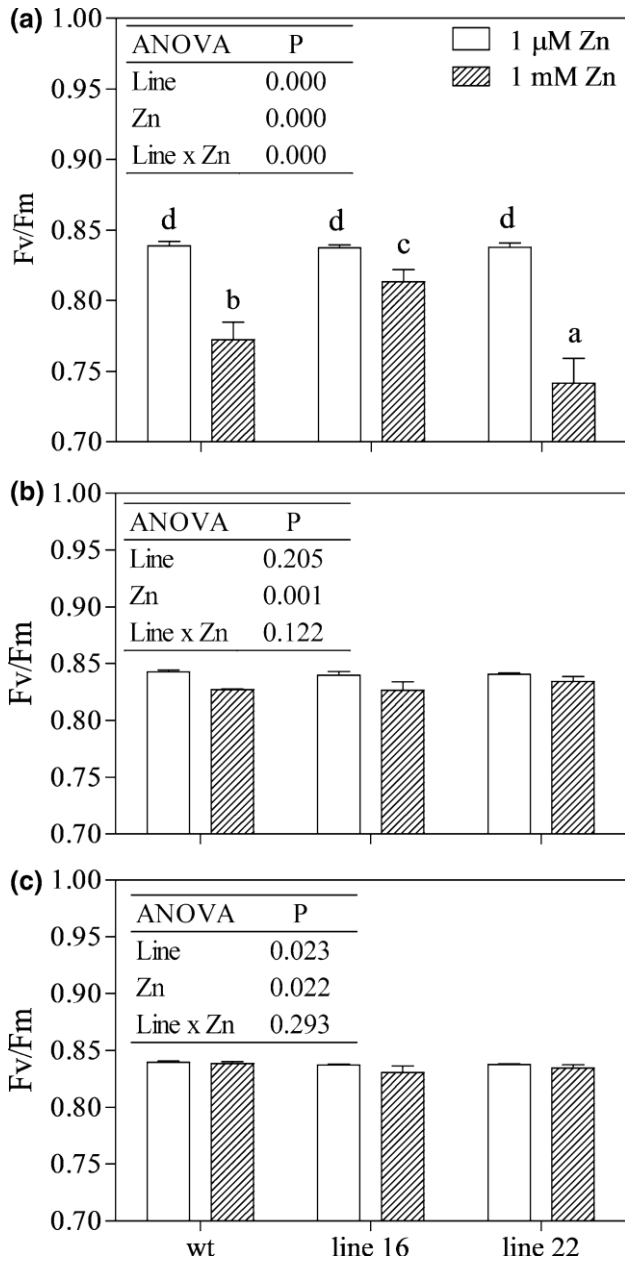 (a)
1 μM Zn
1 mM Zn
ANOVA P
Line 0.000
Zn 0.000
Line x Zn 0.000
Fv/Fm
1.00
0.95
0.90
0.85
0.80
0.75
0.70
d b d c d a
(b)
ANOVA P
Line 0.205
Zn 0.001
Line x Zn 0.122
Fv/Fm
1.00
0.95
0.90
0.85
0.80
0.75
0.70
(c)
ANOVA P
Line 0.023
Zn 0.022
Line x Zn 0.293
Fv/Fm
1.00
0.95
0.90
0.85
0.80
0.75
0.70
wt line 16 line 22